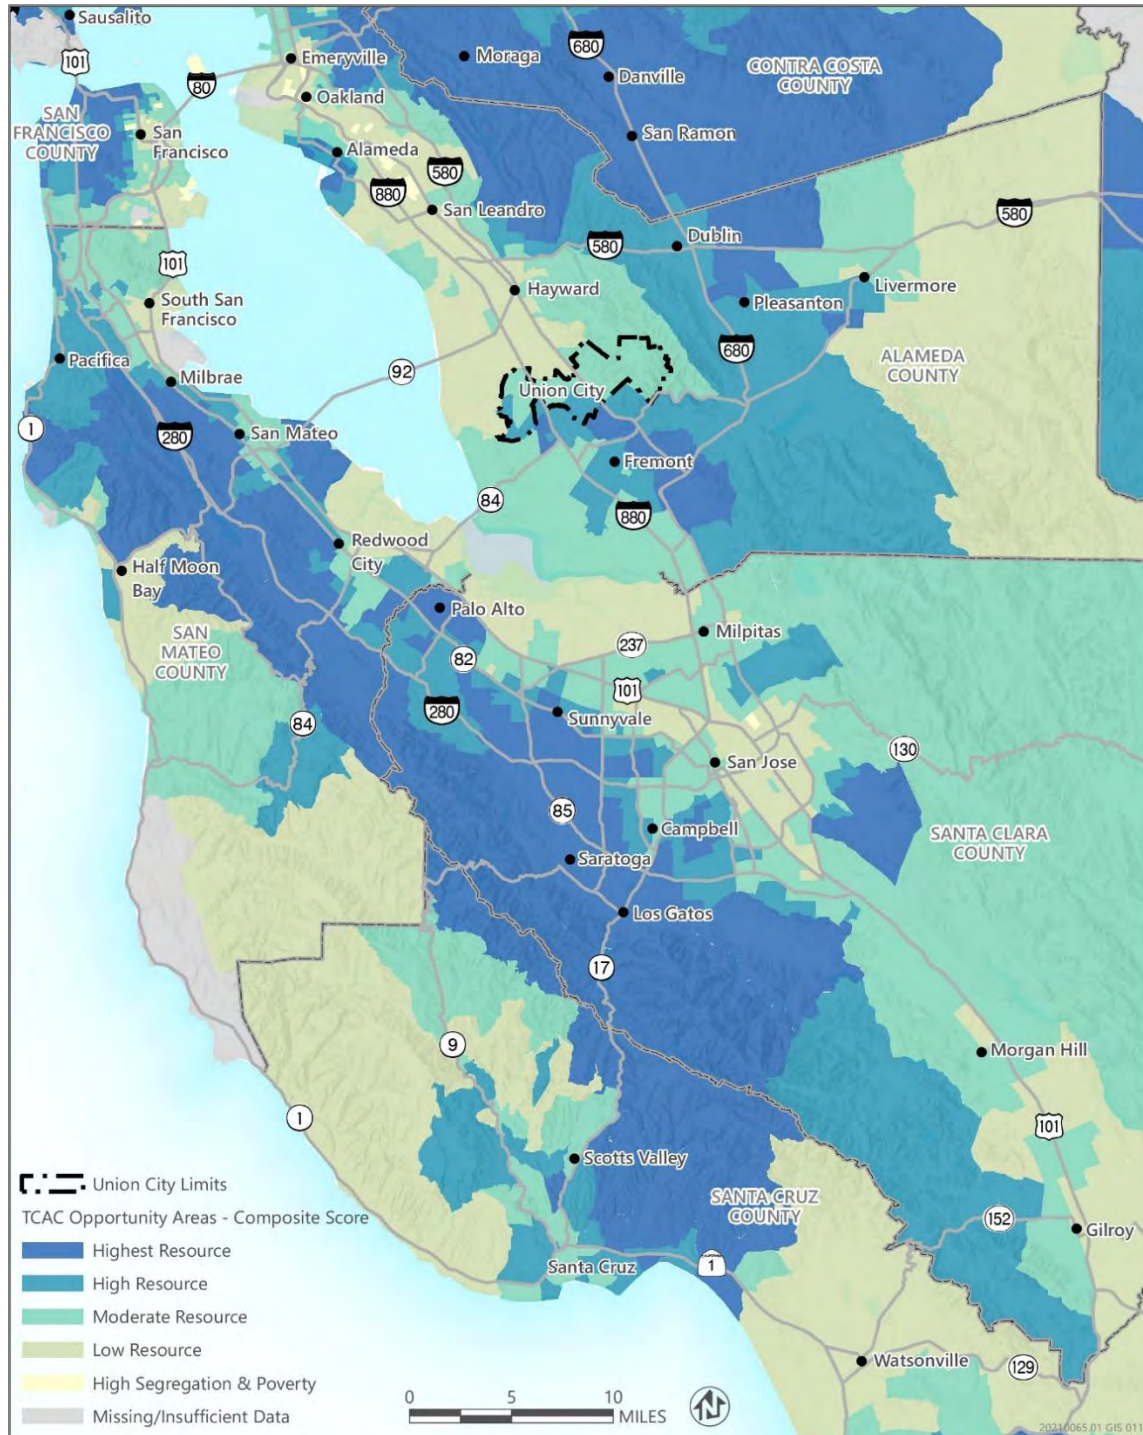 Sausalito
101
Emeryville
Moraga
680
Danville
CONTRA COSTA
COUNTY
80
Oakland
SAN
FRANCISCO
COUNTY
San
Francisco
San Ramon
Alameda
580
880
San Leandro
580
580
Dublin
101
Hayward
Livermore
Pleasanton
South San
Francisco
680
ALAMEDA
COUNTY
Pacifica
92
Milbrae
Union City
1
280
San Mateo
Fremont
84
880
Redwood
City
Half Moon
Bay
Palo Alto
SAN
MATEO
COUNTY
237
Milpitas
82
101
280
Sunnyvale
84
130
San Jose
85
Campbell
SANTA CLARA
COUNTY
Saratoga
Los Gatos
17
9
Morgan Hill
1
101
Scotts Valley
Union City Limits
SANTA CRUZ
COUNTY
TCAC Opportunity Areas - Composite Score
152
Gilroy
Highest Resource
Santa Cruz
CALIFORNIA
1
High Resource
Moderate Resource
Low Resource
Watsonville
129
High Segregation & Poverty
0 5 10
MILES
Missing/Insufficient Data
N
20210065.01 GIS 011